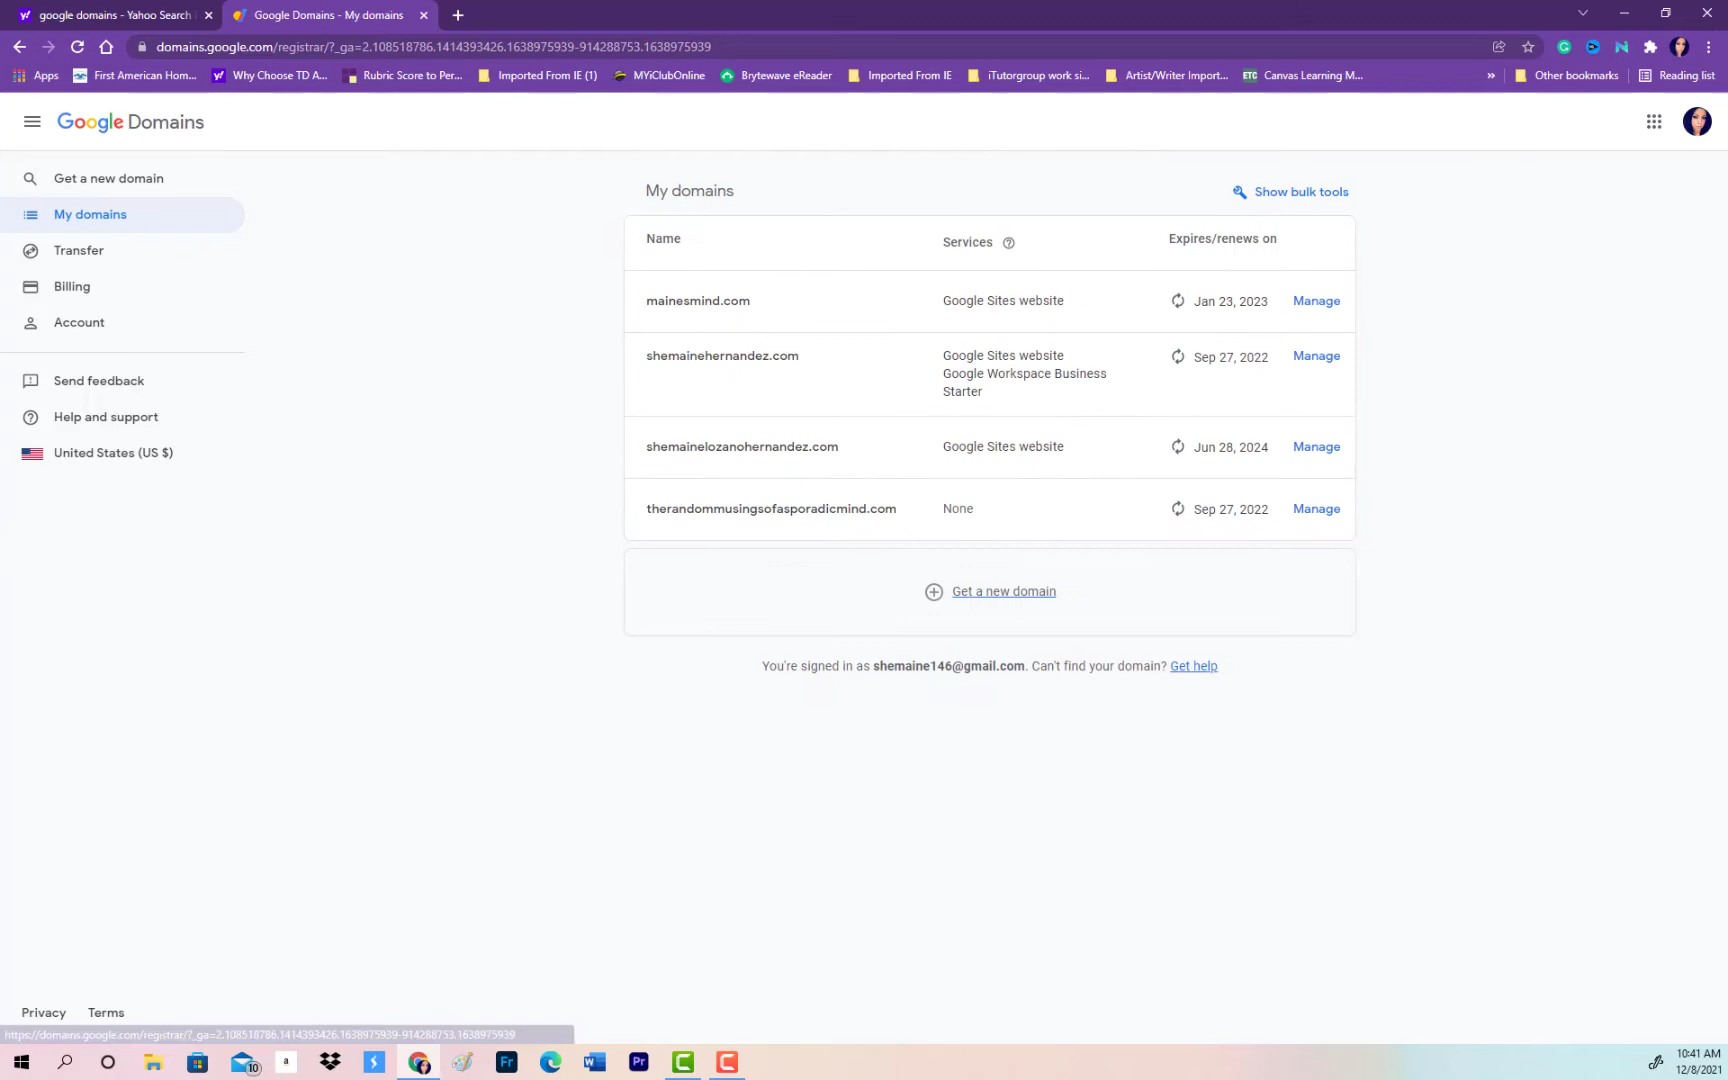 google domains - Yahoo Search
Google Domains - My domains
domains.google.com/registrar/?_ga=2.108518786.1414393426.1638975939-914288753.1638975939
Apps
First American Hom...
Why Choose TD A...
Rubric Score to Per...
Imported From IE (1)
MYiClubOnline
Brytewave eReader
Imported From IE
iTutorgroup work si...
Artist/Writer Import...
ETC Canvas Learning M...
»
Other bookmarks
Reading list
Google Domains
Get a new domain
My domains
Transfer
Billing
Account
Send feedback
Help and support
United States (US $)
My domains
Show bulk tools
Name Services Expires/renews on
mainesmind.com Google Sites website Jan 23, 2023 Manage
shemainehernandez.com Google Sites website Sep 27, 2022 Manage
Google Workspace Business
Starter
shemainelozanohernandez.com Google Sites website Jun 28, 2024 Manage
therandommusingsofasporadicmind.com None Sep 27, 2022 Manage
Get a new domain
You're signed in as shemaine146@gmail.com. Can't find your domain? Get help
Privacy Terms
https://domains.google.com/registrar/?_ga=2.108518786.1414393426.1638975939-914288753.1638975939
10
a
Fr
Pr
10:41 AM
12/8/2021